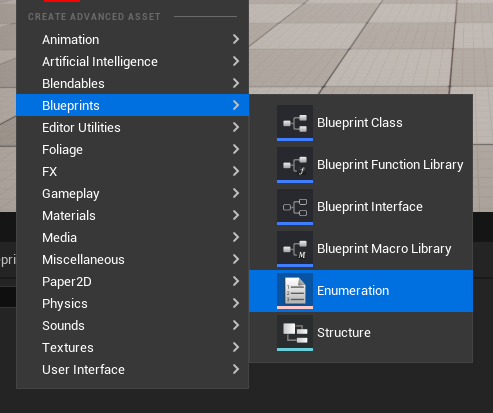 CREATE ADVANCED ASSET
Animation
Artificial Intelligence
Blendables
Blueprints
Editor Utilities
Foliage
FX
Gameplay
Materials
Media
Miscellaneous
Paper2D
Physics
Sounds
Textures
User Interface
Blueprint Class
Blueprint Function Library
Blueprint Interface
Blueprint Macro Library
Enumeration
Structure